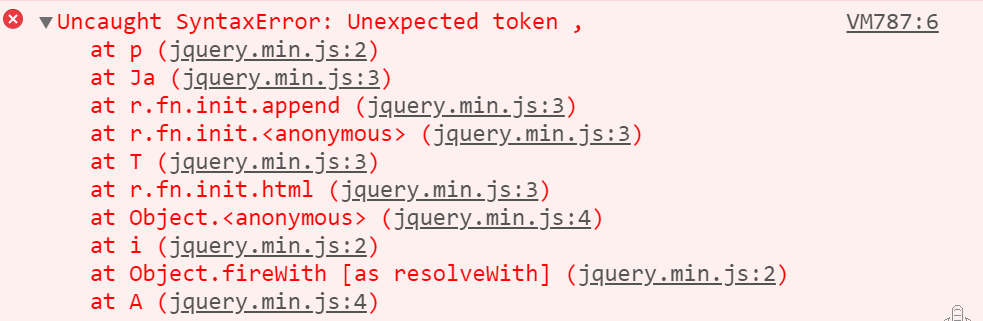 Uncaught SyntaxError: Unexpected token , VM787:6
at p (jquery.min.js:2)
at Ja (jquery.min.js:3)
at r.fn.init.append (jquery.min.js:3)
at r.fn.init.<anonymous> (jquery.min.js:3)
at T (jquery.min.js:3)
at r.fn.init.html (jquery.min.js:3)
at Object.<anonymous> (jquery.min.js:4)
at i (jquery.min.js:2)
at Object.fireWith [as resolveWith] (jquery.min.js:2)
at A (jquery.min.js:4)